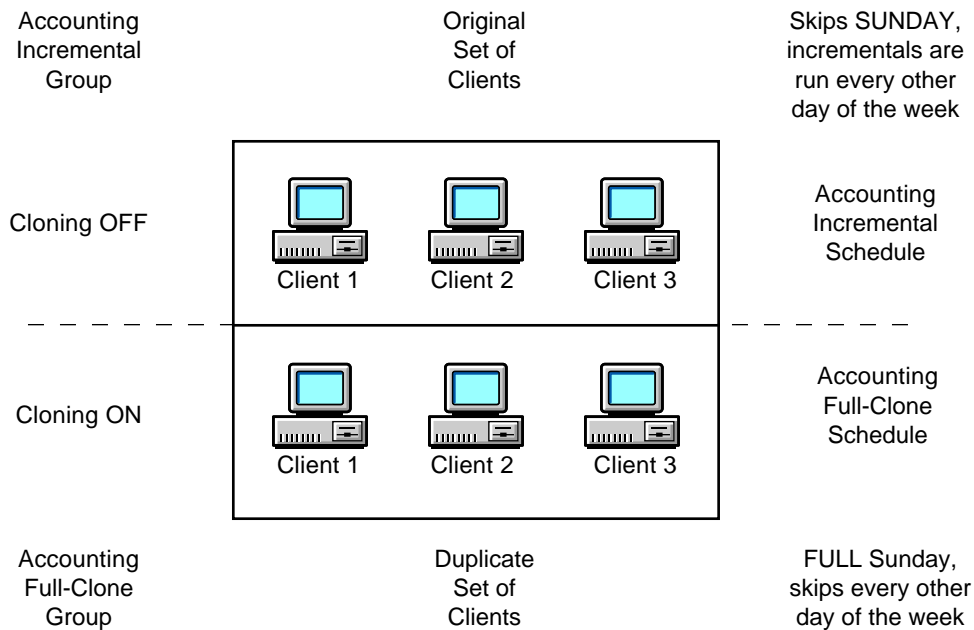 Accounting
Incremental
Group
Original
Set of
Clients
Skips SUNDAY,
incrementals are
run every other
day of the week
Cloning OFF
Client 1
Client 2
Client 3
Accounting
Incremental
Schedule
Cloning ON
Client 1
Client 2
Client 3
Accounting
Full-Clone
Schedule
Accounting
Full-Clone
Group
Duplicate
Set of
Clients
FULL Sunday,
skips every other
day of the week